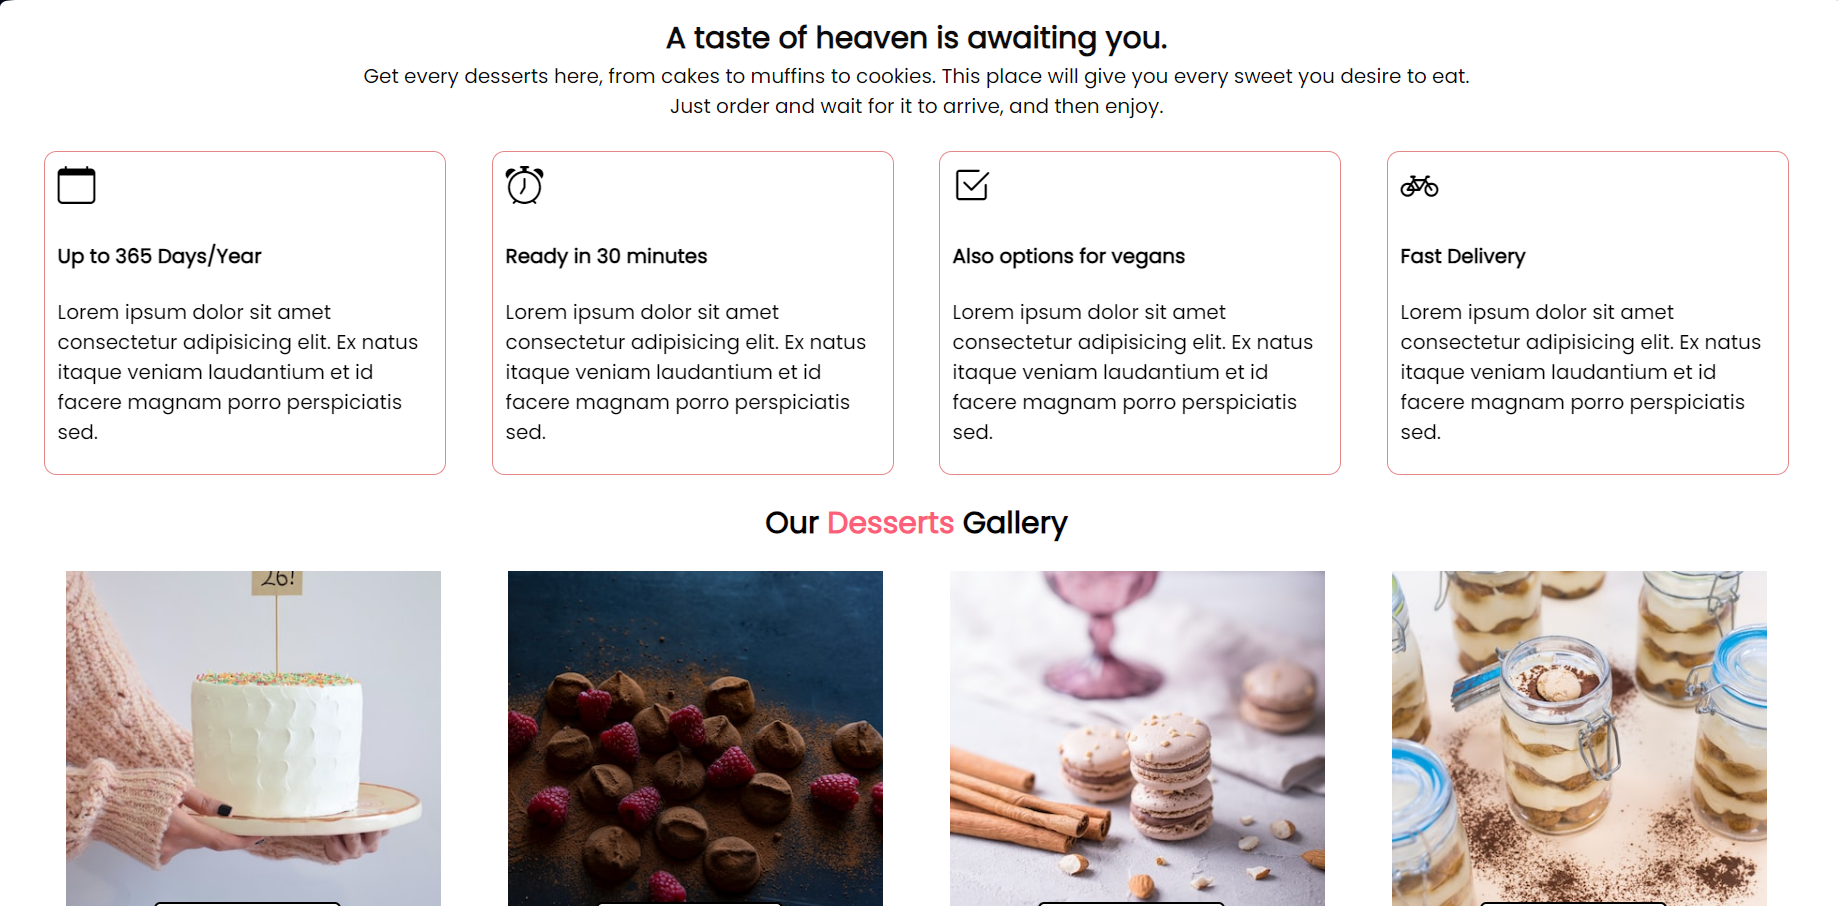 A taste of heaven is awaiting you.
Get every desserts here, from cakes to muffins to cookies. This place will give you every sweet you desire to eat.
Just order and wait for it to arrive, and then enjoy.
Up to 365 Days/Year
Lorem ipsum dolor sit amet
consectetur adipisicing elit. Ex natus
itaque veniam laudantium et id
facere magnam porro perspiciatis
sed.
Ready in 30 minutes
Lorem ipsum dolor sit amet
consectetur adipisicing elit. Ex natus
itaque veniam laudantium et id
facere magnam porro perspiciatis
sed.
Also options for vegans
Lorem ipsum dolor sit amet
consectetur adipisicing elit. Ex natus
itaque veniam laudantium et id
facere magnam porro perspiciatis
sed.
Fast Delivery
Lorem ipsum dolor sit amet
consectetur adipisicing elit. Ex natus
itaque veniam laudantium et id
facere magnam porro perspiciatis
sed.
Our Desserts Gallery
26!